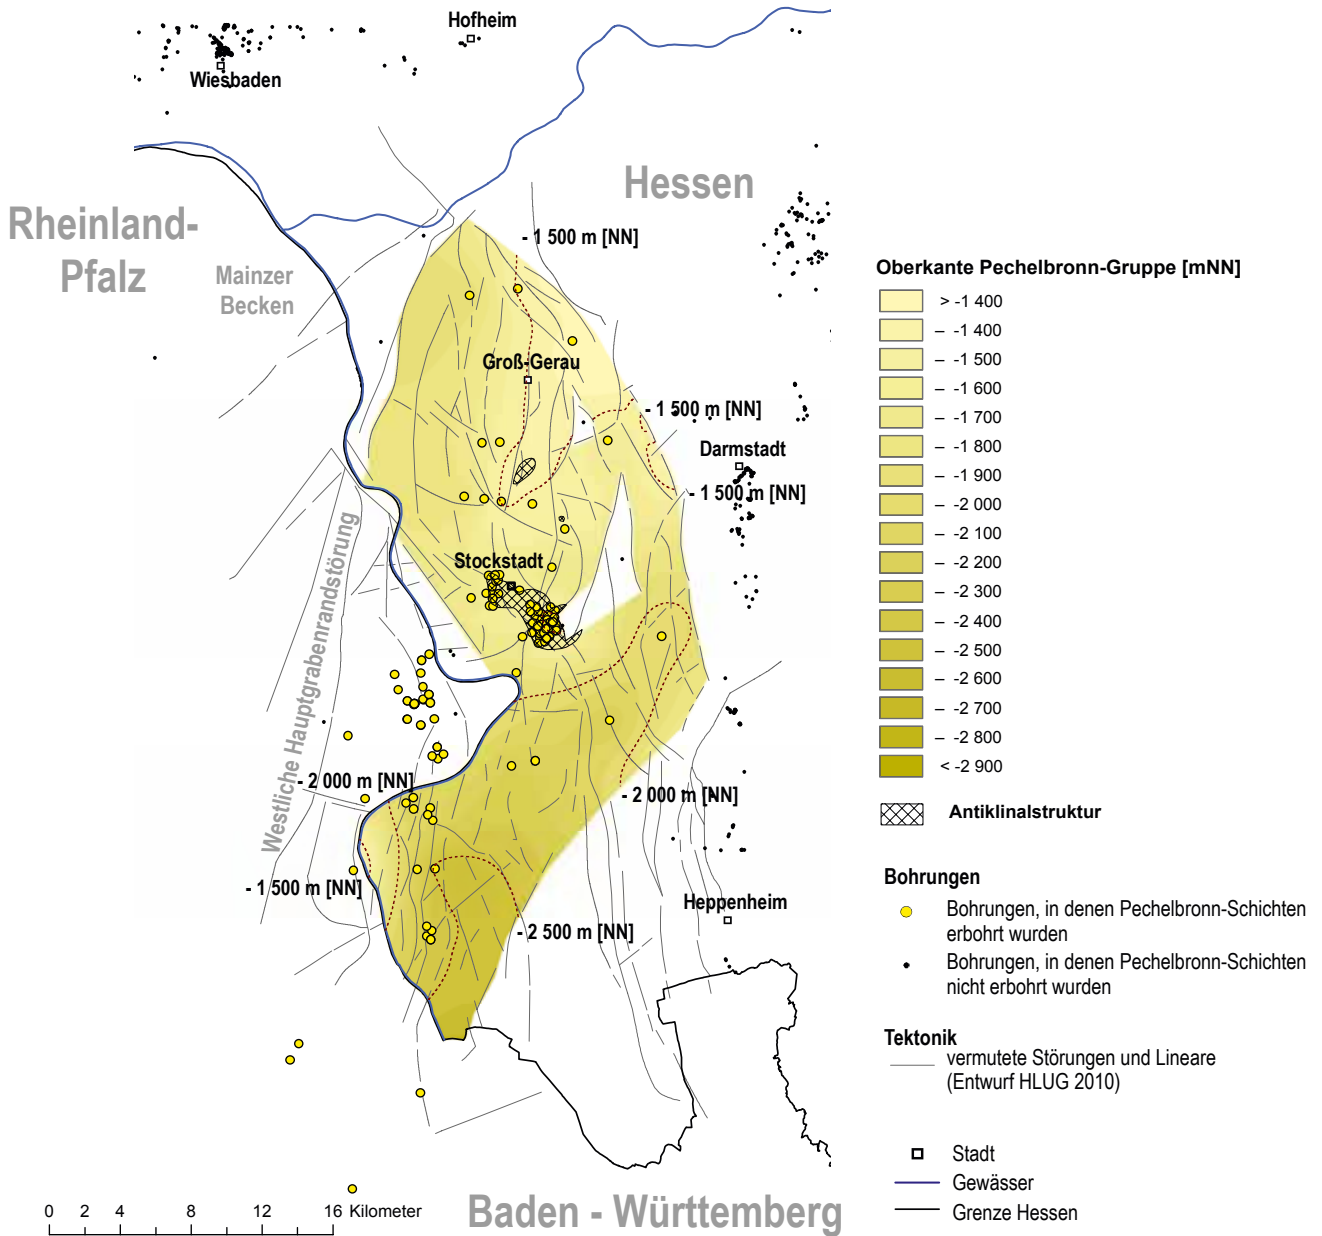 Hofheim
Wiesbaden
Hessen
Rheinland-
Pfalz
Mainzer
Becken
- 1 500 m [NN]
Groß-Gerau
- 1 500 m [NN]
Darmstadt
- 1 500 m [NN]
Stockstadt
Westliche Hauptgrabenrandstörung
- 2 000 m [NN]
- 2 000 m [NN]
- 1 500 m [NN]
Heppenheim
- 2 500 m [NN]
Baden - Württemberg
0 2 4 8 12 16 Kilometer
Oberkante Pechelbronn-Gruppe [mNN]
> -1 400
– -1 400
– -1 500
– -1 600
– -1 700
– -1 800
– -1 900
– -2 000
– -2 100
– -2 200
– -2 300
– -2 400
– -2 500
– -2 600
– -2 700
– -2 800
< -2 900
Antiklinalstruktur
Bohrungen
Bohrungen, in denen Pechelbronn-Schichten
erbohrt wurden
Bohrungen, in denen Pechelbronn-Schichten
nicht erbohrt wurden
Tektonik
vermutete Störungen und Lineare
(Entwurf HLUG 2010)
Stadt
Gewässer
Grenze Hessen